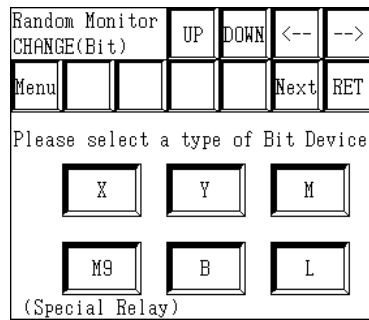 Random Monitor
CHANGE(Bit)
UP DOWN <-- -->
Menu Next RET
Please select a type of Bit Device
X Y M
M9 B L
(Special Relay)